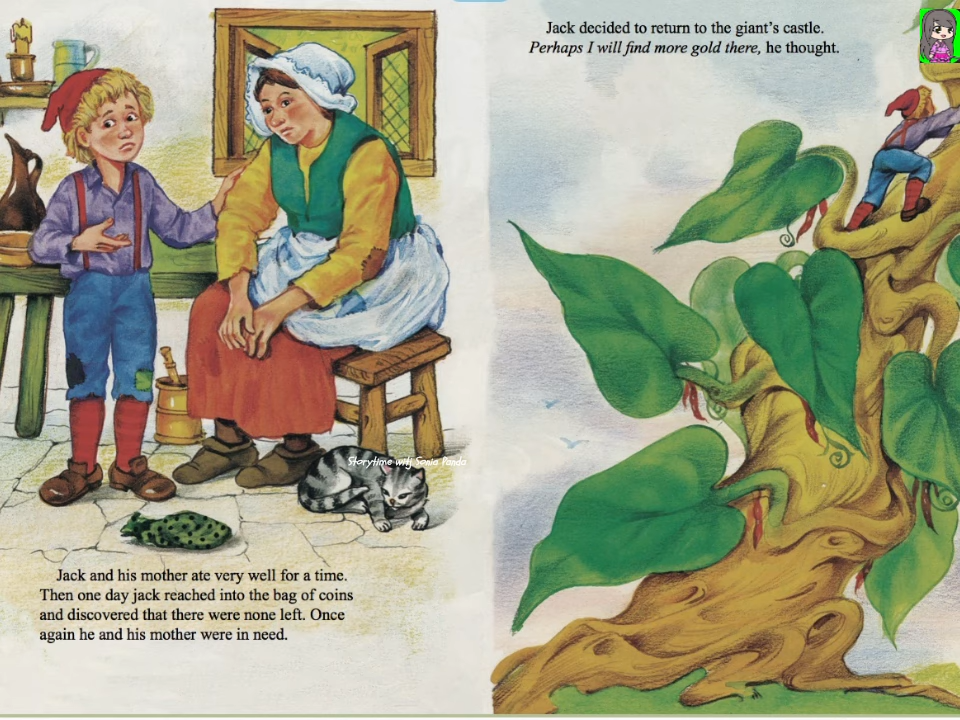 Jack decided to return to the giant's castle.
Perhaps I will find more gold there, he thought.
Storytime with Sonia Panda
Jack and his mother ate very well for a time.
Then one day jack reached into the bag of coins
and discovered that there were none left. Once
again he and his mother were in need.